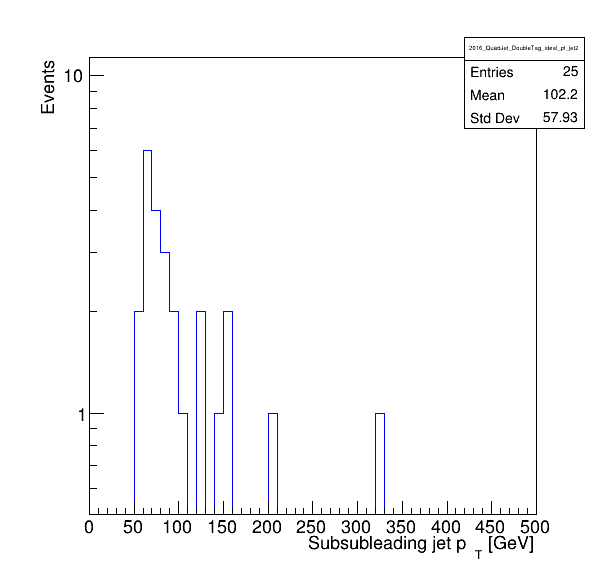 2016_QuadJet_DoubleTag_ideal_pt_jet2
Entries 25
Mean 102.2
Std Dev 57.93
Events
10
1
0 50 100 150 200 250 300 350 400 450 500
Subsubleading jet p T [GeV]